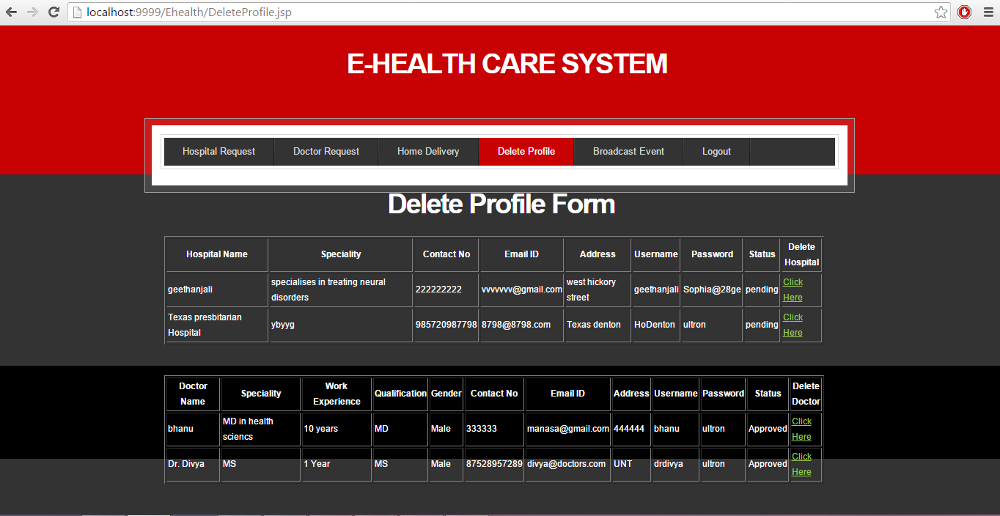 localhost:9999/Ehealth/DeleteProfile.jsp
E-HEALTH CARE SYSTEM
Hospital Request Doctor Request Home Delivery Delete Profile Broadcast Event Logout
Delete Profile Form
Hospital Name Speciality Contact No Email ID Address Username Password Status Delete Hospital
geethanjali specialises in treating neural disorders 222222222 vvvvvv@gmail.com west hickory street geethanjali Sophia@28ge pending Click Here
Texas presbitarian Hospital ybyyg 985720987798 8798@8798.com Texas denton HoDenton ultron pending Click Here
Doctor Name Speciality Work Experience Qualification Gender Contact No Email ID Address Username Password Status Delete Doctor
bhanu MD in health sciencs 10 years MD Male 333333 manasa@gmail.com 444444 bhanu ultron Approved Click Here
Dr. Divya MS 1 Year MS Male 87528957289 divya@doctors.com UNT drdivya ultron Approved Click Here